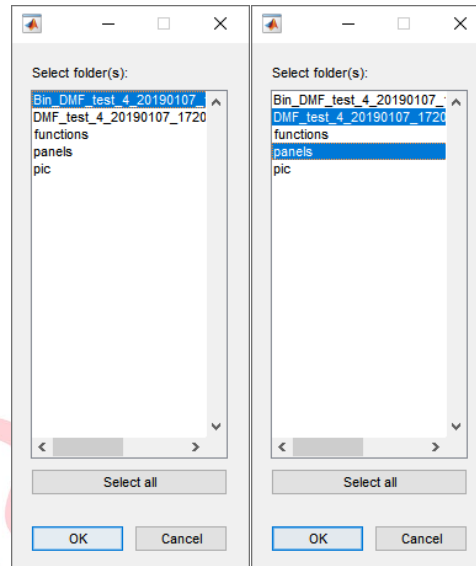 Select folder(s):
Bin_DMF_test_4_20190107_
DMF_test_4_20190107_1720
functions
panels
pic
Select all
OK
Cancel
Select folder(s):
Bin_DMF_test_4_20190107_
DMF_test_4_20190107_1720
functions
panels
pic
Select all
OK
Cancel